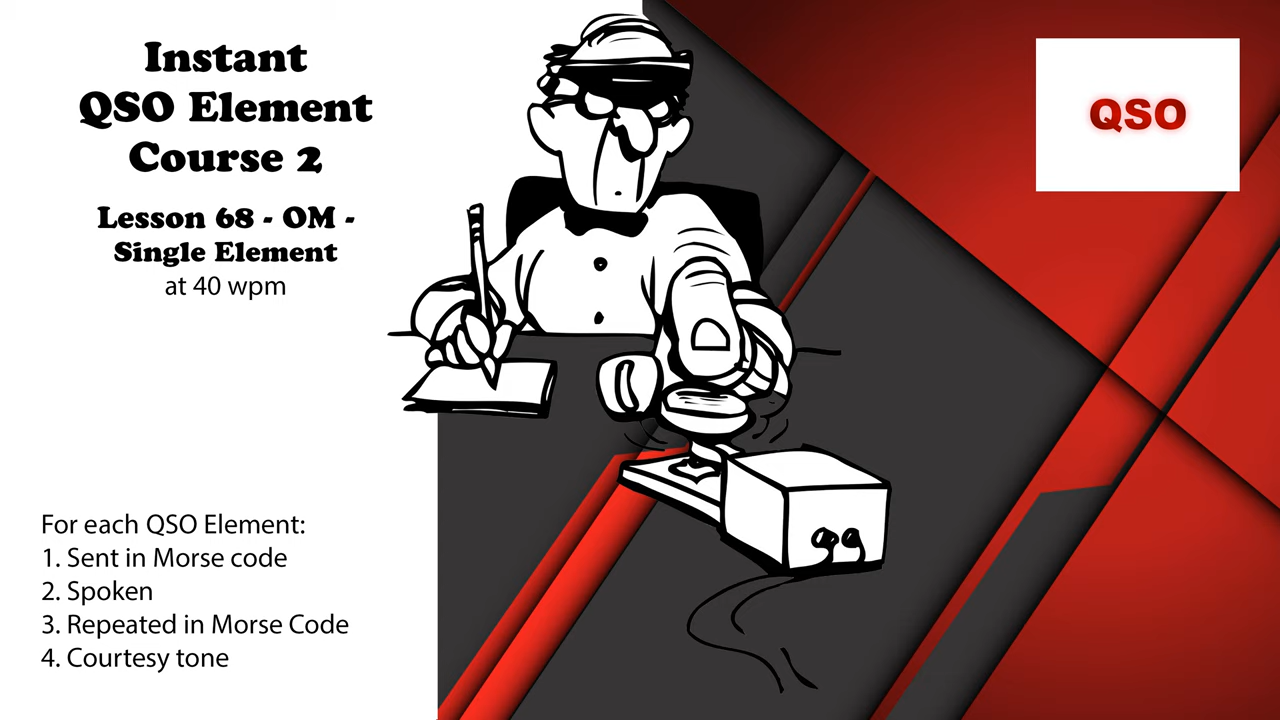 Instant
QSO Element
Course 2
Lesson 68 - OM -
Single Element
at 40 wpm
QSO
For each QSO Element:
1. Sent in Morse code
2. Spoken
3. Repeated in Morse Code
4. Courtesy tone